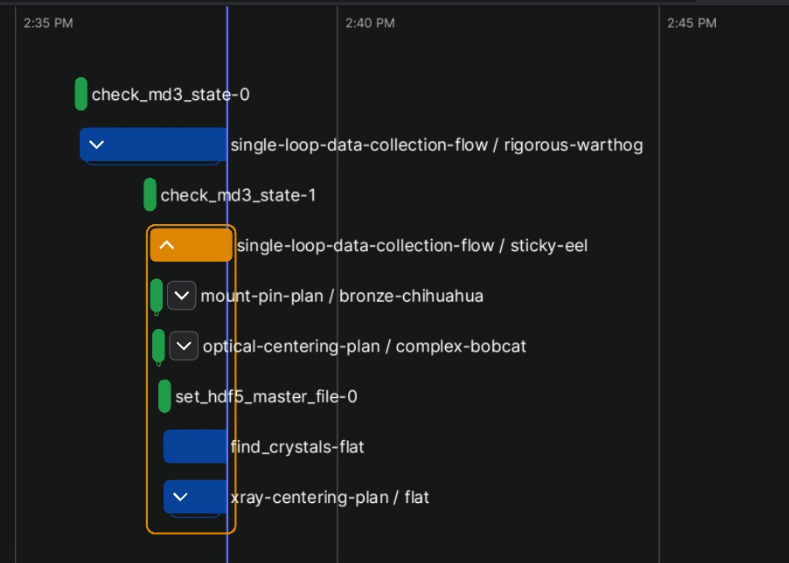 2:35 PM 2:40 PM 2:45 PM
check_md3_state-0
single-loop-data-collection-flow / rigorous-warthog
check_md3_state-1
single-loop-data-collection-flow / sticky-eel
mount-pin-plan / bronze-chihuahua
optical-centering-plan / complex-bobcat
set_hdf5_master_file-0
find_crystals-flat
xray-centering-plan / flat